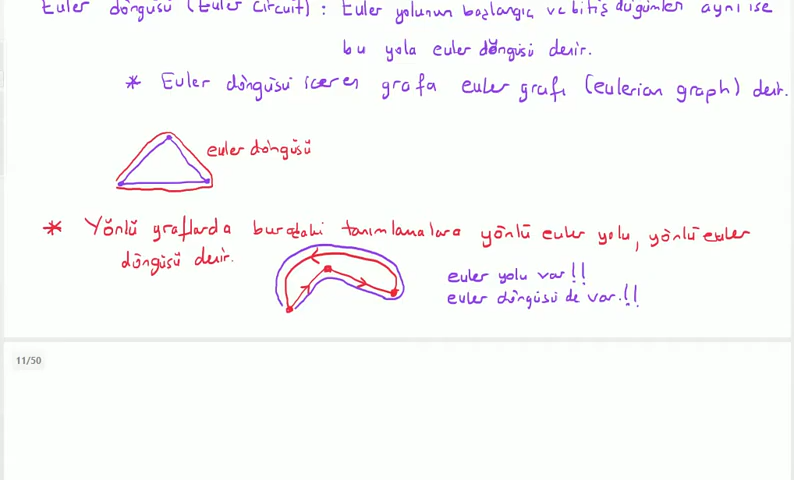 Euler döngüsü (Euler Circuit) : Euler yolunun başlangıç ve bitiş düğümleri aynı ise
bu yola euler döngüsü denir.
* Euler döngüsü içeren grafa euler grafı (eulerian graph) denir.
euler döngüsü
* Yönlü graflarda buradaki tanımlamalara yönlü euler yolu, yönlü euler
döngüsü denir.
euler yolu var!!
euler döngüsü de var.!!
11/50